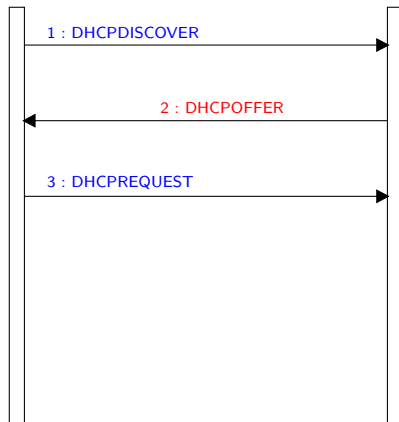 1 : DHCPDISCOVER
2 : DHCPOFFER
3 : DHCPREQUEST